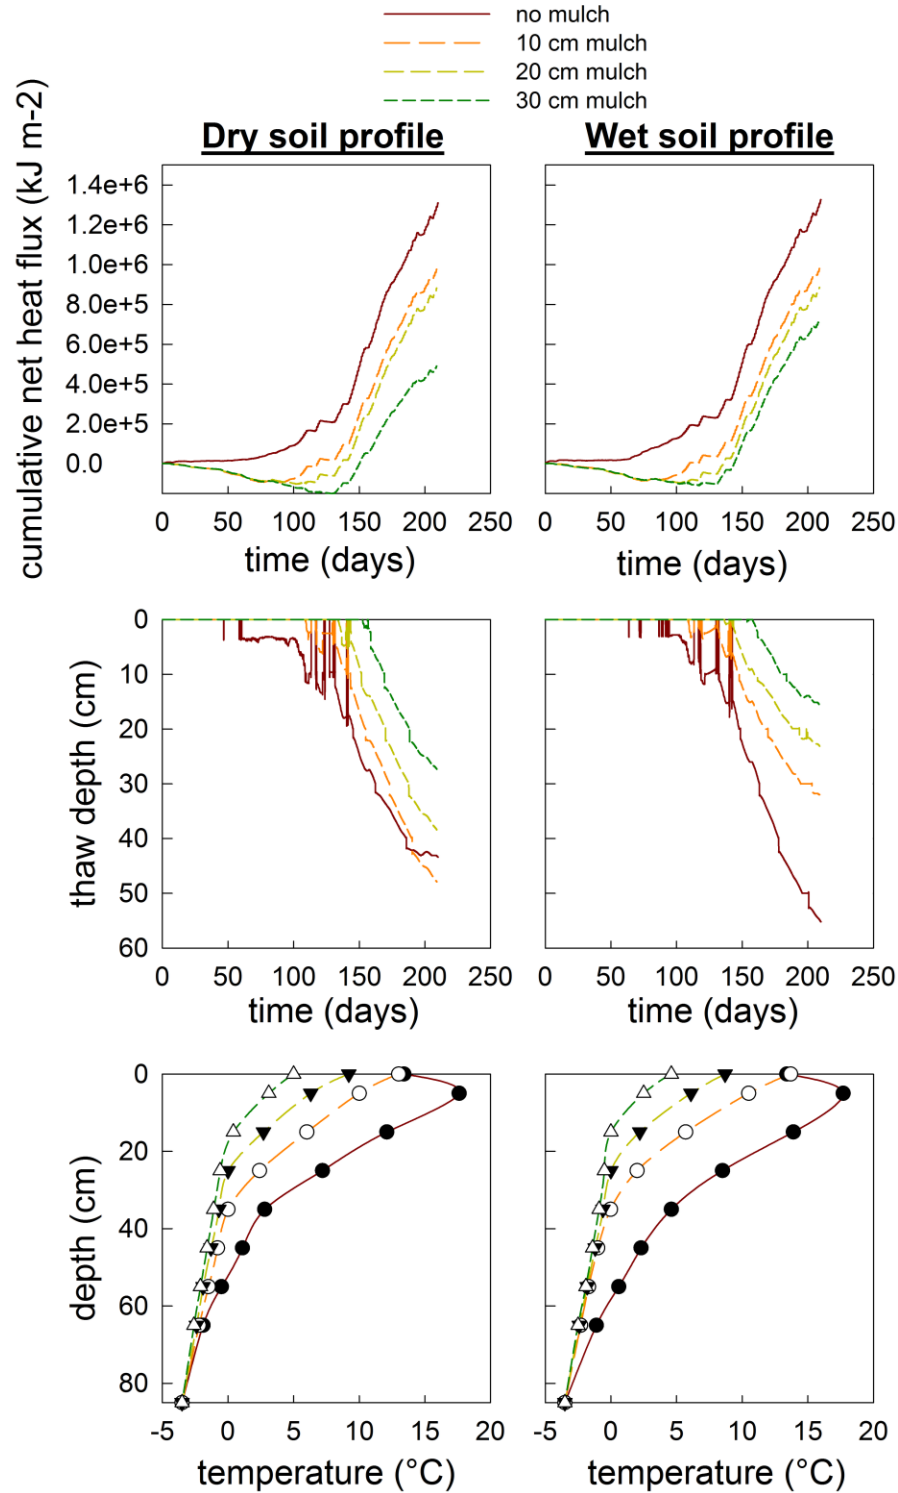 no mulch
10 cm mulch
20 cm mulch
30 cm mulch
Dry soil profile
Wet soil profile
cumulative net heat flux (kJ m-2)
1.4e+6
1.2e+6
1.0e+6
8.0e+5
6.0e+5
4.0e+5
2.0e+5
0.0
0 50 100 150 200 250
0 50 100 150 200 250
time (days)
time (days)
thaw depth (cm)
0
10
20
30
40
50
60
0 50 100 150 200 250
0 50 100 150 200 250
time (days)
time (days)
depth (cm)
0
20
40
60
80
-5 0 5 10 15 20
-5 0 5 10 15 20
temperature (°C)
temperature (°C)